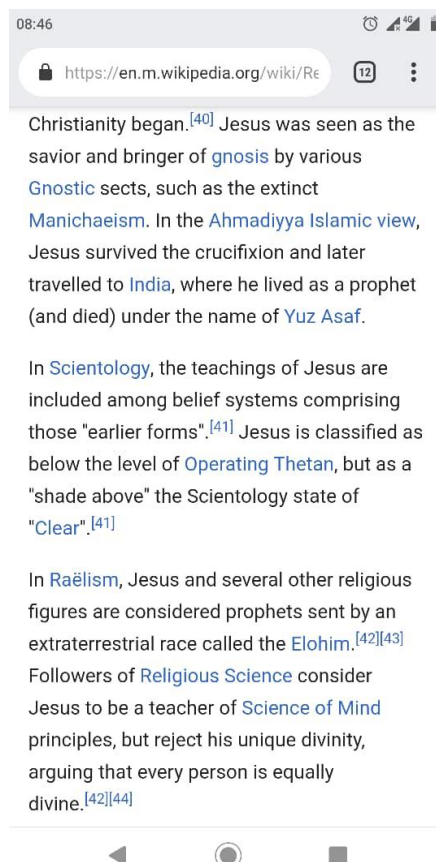 08:46
4G
https://en.m.wikipedia.org/wiki/Re
12
Christianity began.[40] Jesus was seen as the
savior and bringer of gnosis by various
Gnostic sects, such as the extinct
Manichaeism. In the Ahmadiyya Islamic view,
Jesus survived the crucifixion and later
travelled to India, where he lived as a prophet
(and died) under the name of Yuz Asaf.
In Scientology, the teachings of Jesus are
included among belief systems comprising
those "earlier forms".[41] Jesus is classified as
below the level of Operating Thetan, but as a
"shade above" the Scientology state of
"Clear".[41]
In Raëlism, Jesus and several other religious
figures are considered prophets sent by an
extraterrestrial race called the Elohim.[42][43]
Followers of Religious Science consider
Jesus to be a teacher of Science of Mind
principles, but reject his unique divinity,
arguing that every person is equally
divine.[42][44]